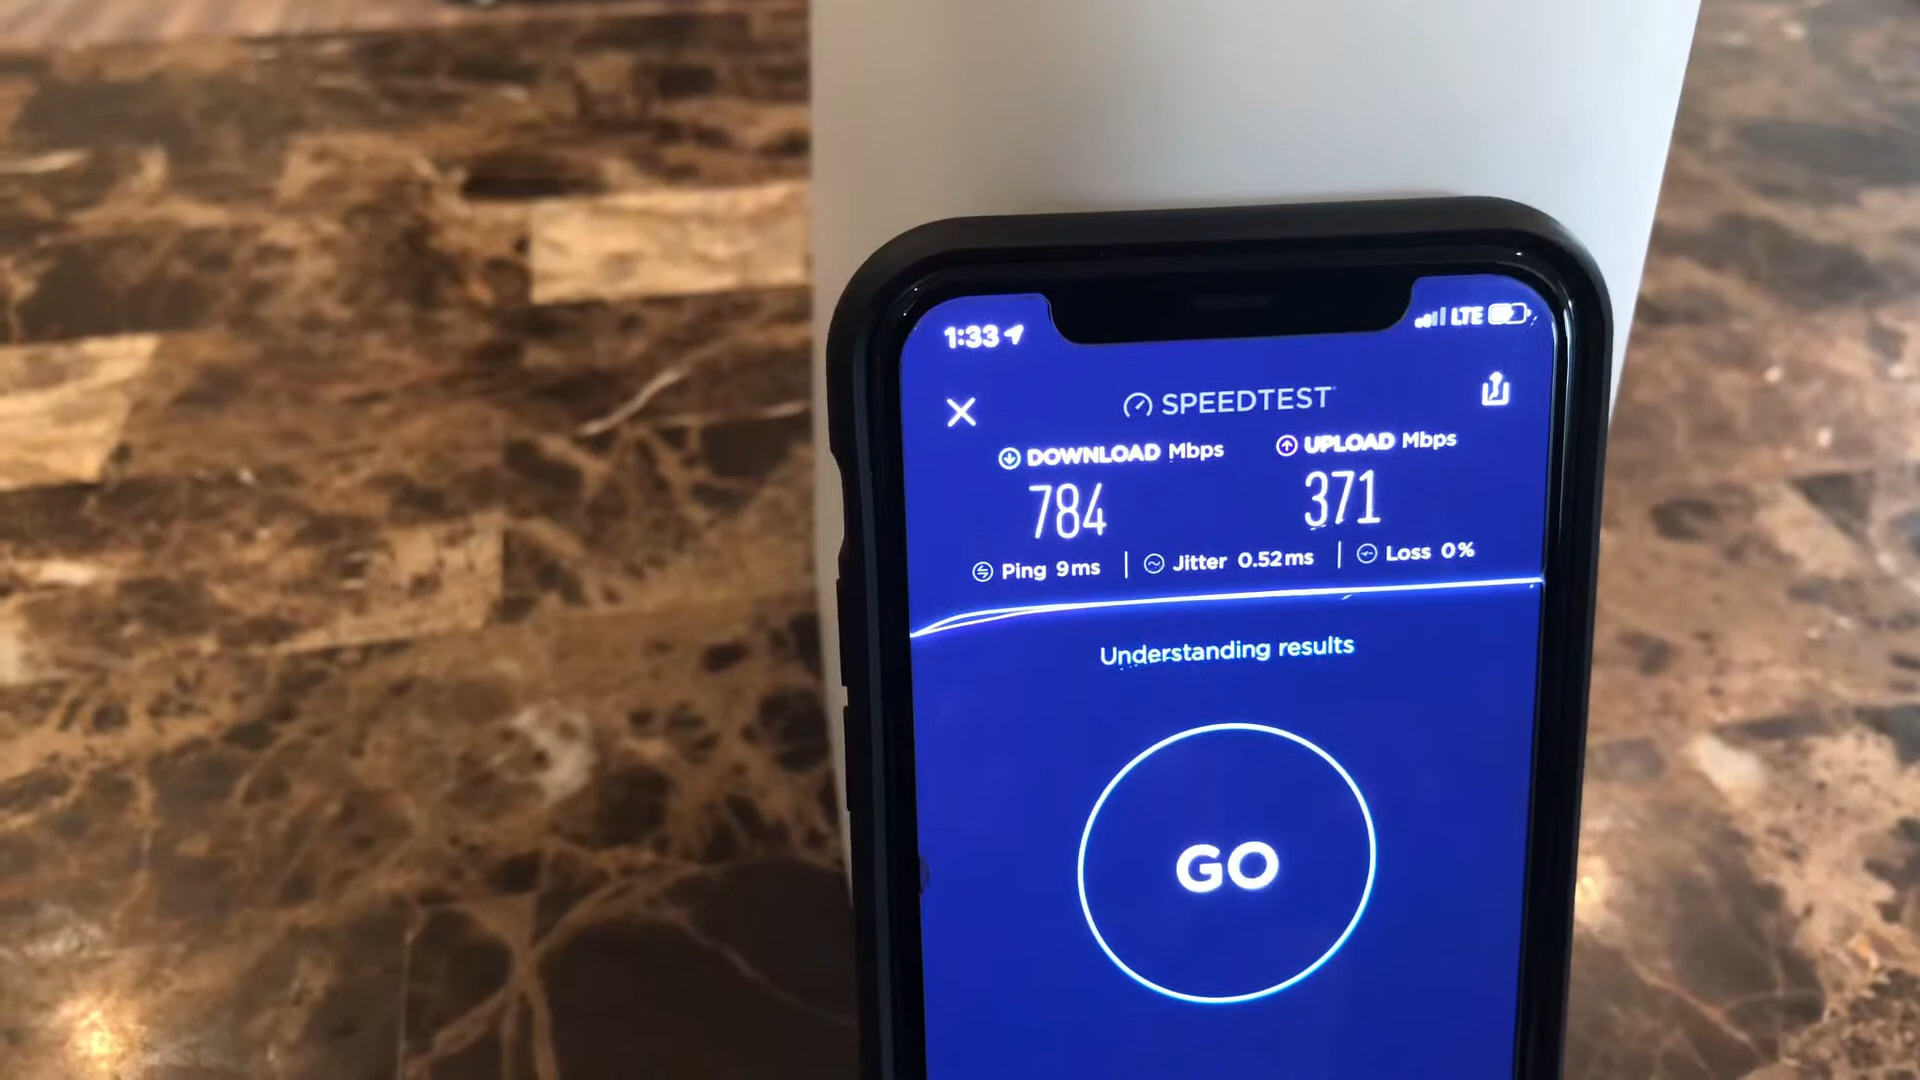 1:33 LTE
SPEEDTEST
DOWNLOAD Mbps UPLOAD Mbps
784 371
Ping 9ms Jitter 0.52ms Loss 0%
Understanding results
GO